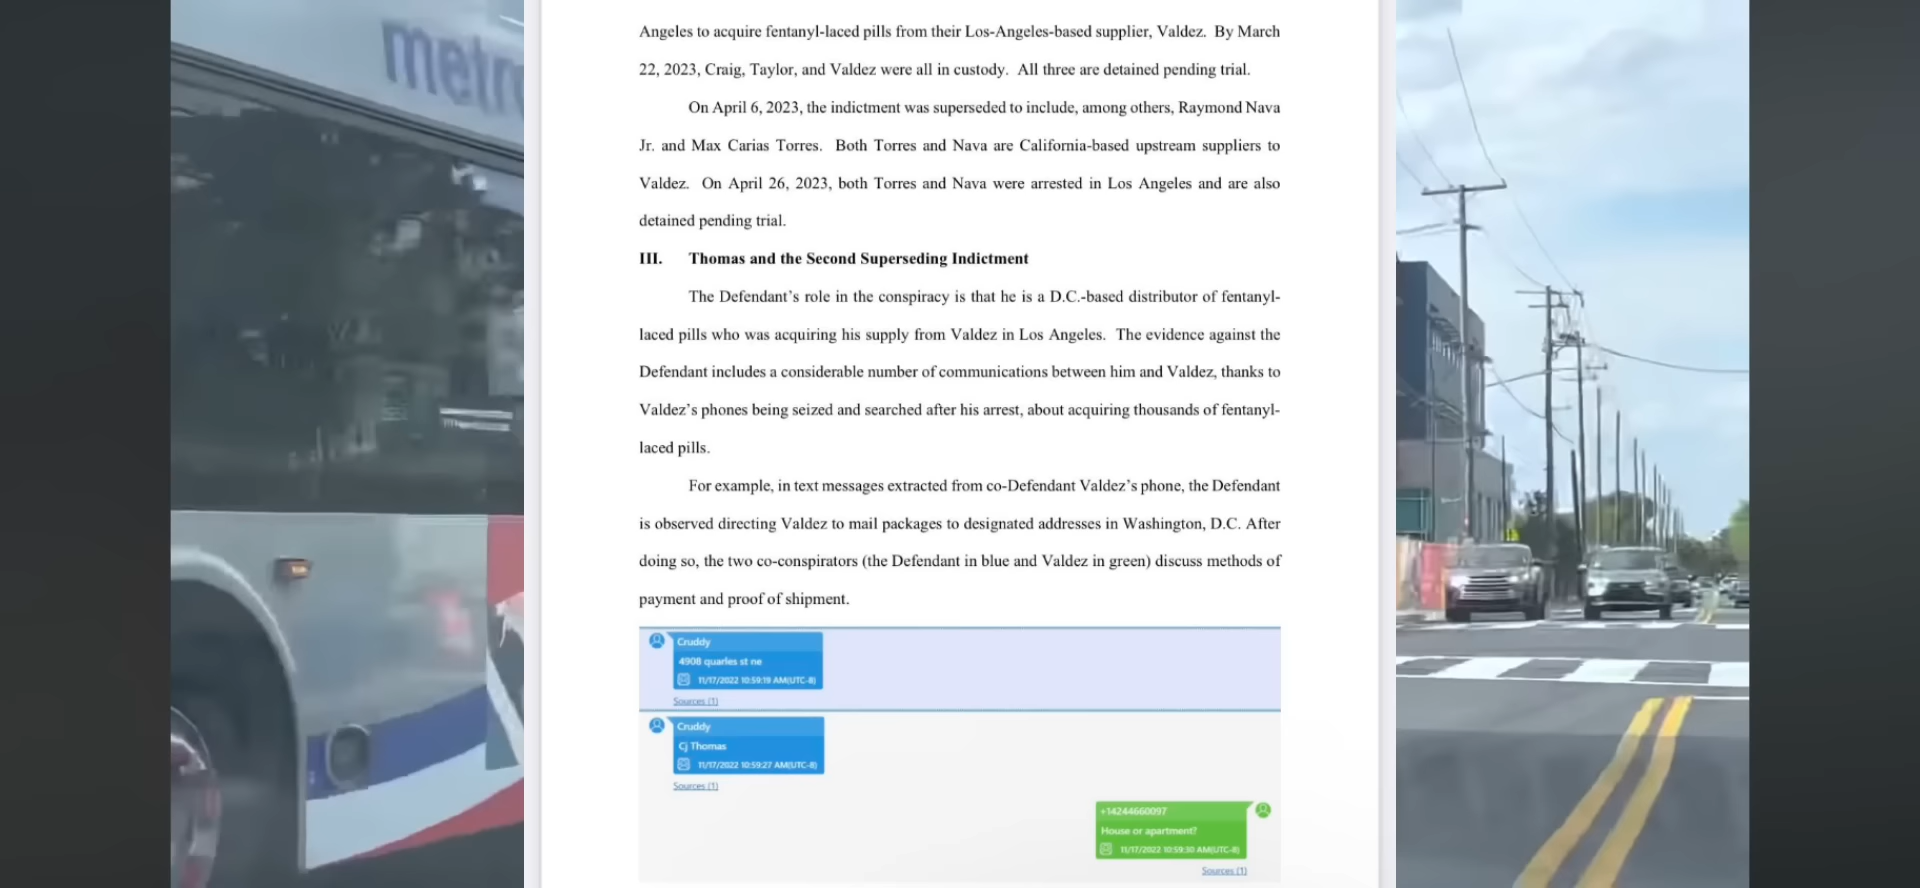 metro
Angeles to acquire fentanyl-laced pills from their Los-Angeles-based supplier, Valdez. By March
22, 2023, Craig, Taylor, and Valdez were all in custody. All three are detained pending trial.
On April 6, 2023, the indictment was superseded to include, among others, Raymond Nava
Jr. and Max Carias Torres. Both Torres and Nava are California-based upstream suppliers to
Valdez. On April 26, 2023, both Torres and Nava were arrested in Los Angeles and are also
detained pending trial.
III. Thomas and the Second Superseding Indictment
The Defendant's role in the conspiracy is that he is a D.C.-based distributor of fentanyl-
laced pills who was acquiring his supply from Valdez in Los Angeles. The evidence against the
Defendant includes a considerable number of communications between him and Valdez, thanks to
Valdez's phones being seized and searched after his arrest, about acquiring thousands of fentanyl-
laced pills.
For example, in text messages extracted from co-Defendant Valdez's phone, the Defendant
is observed directing Valdez to mail packages to designated addresses in Washington, D.C. After
doing so, the two co-conspirators (the Defendant in blue and Valdez in green) discuss methods of
payment and proof of shipment.
Cruddy
4908 quarles st ne
11/17/2022 10:59:19 AM(UTC-8)
Sources (1)
Cruddy
Cj Thomas
11/17/2022 10:59:27 AM(UTC-8)
Sources (1)
+14244660097
House or apartment?
11/17/2022 10:59:30 AM(UTC-8)
Sources (1)